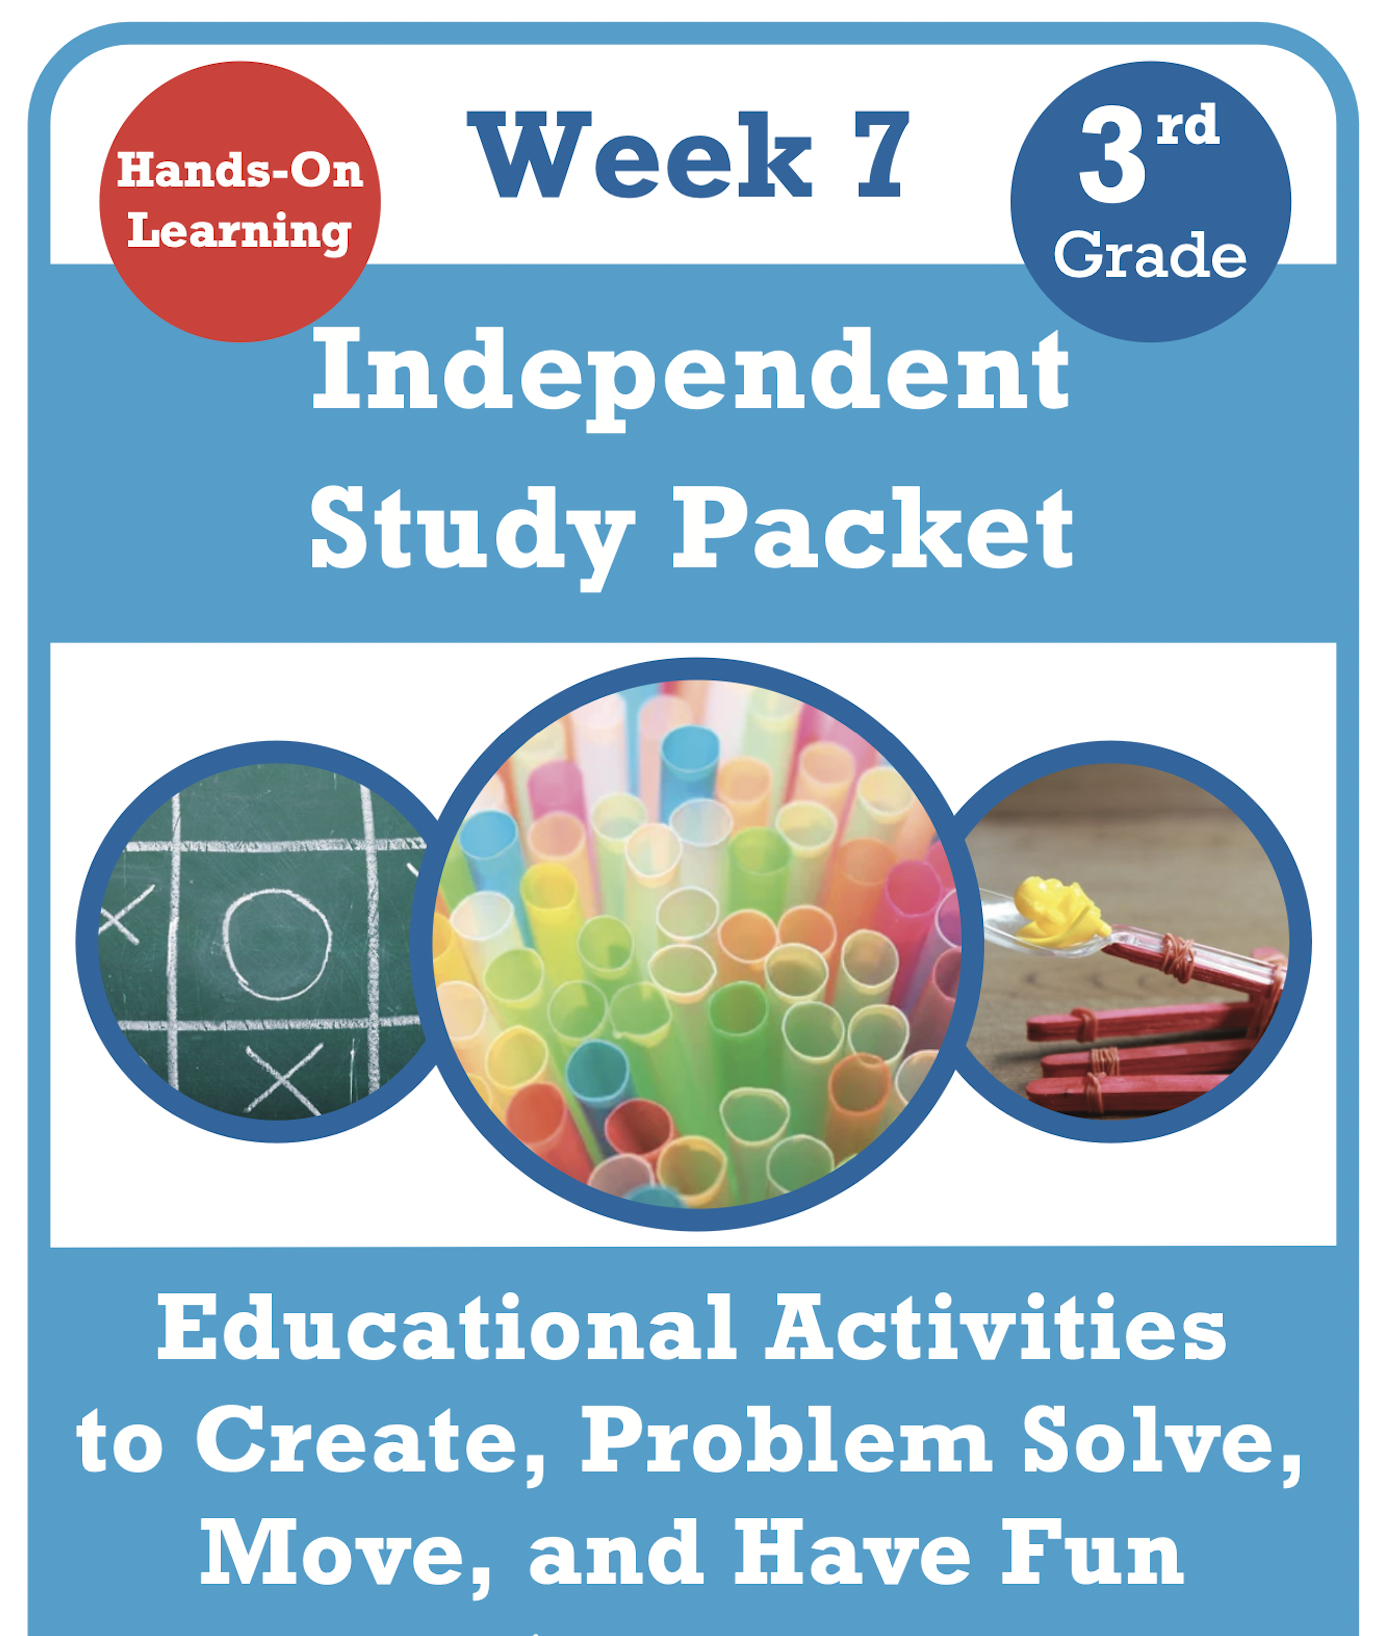 Hands-On
Learning
Week 7
3rd
Grade
Independent
Study Packet
Educational Activities
to Create, Problem Solve,
Move, and Have Fun